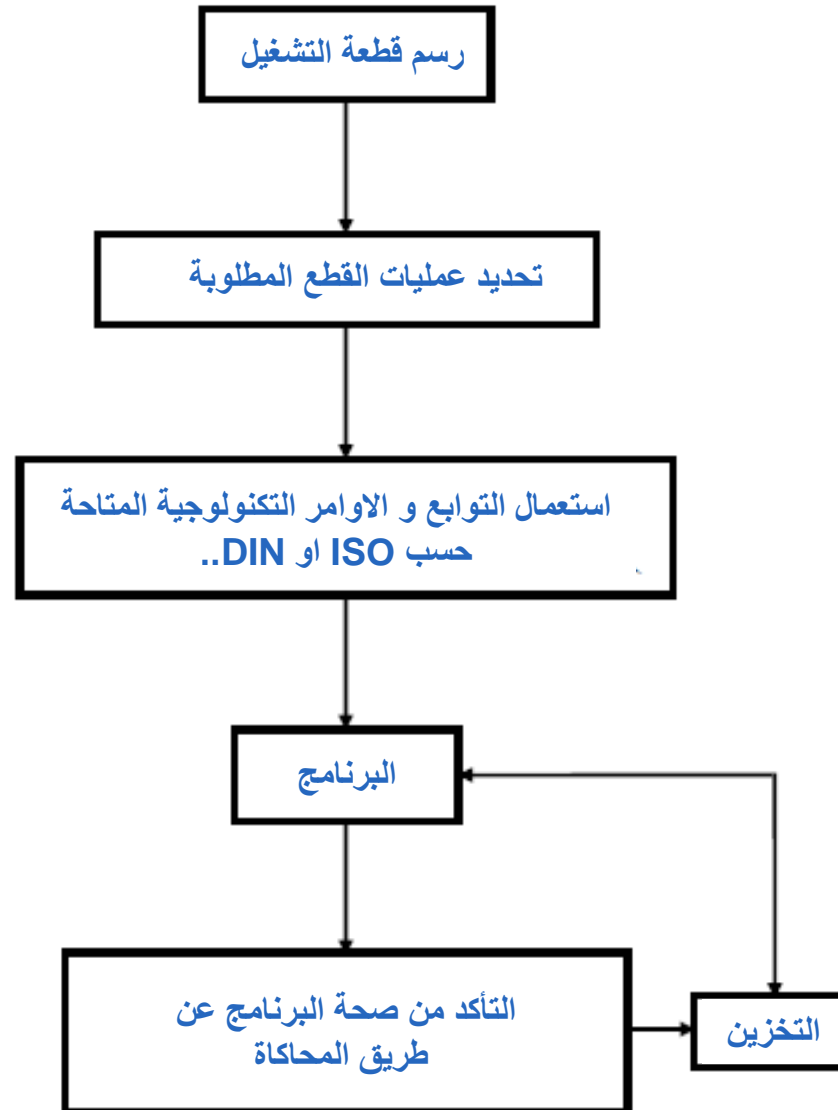 رسم قطعة التشغيل
تحديد عمليات القطع المطلوبة
استعمال التوابع و الاوامر التكنولوجية المتاحة
حسب ISO او DIN..
البرنامج
التأكد من صحة البرنامج عن
طريق المحاكاة
التخزين